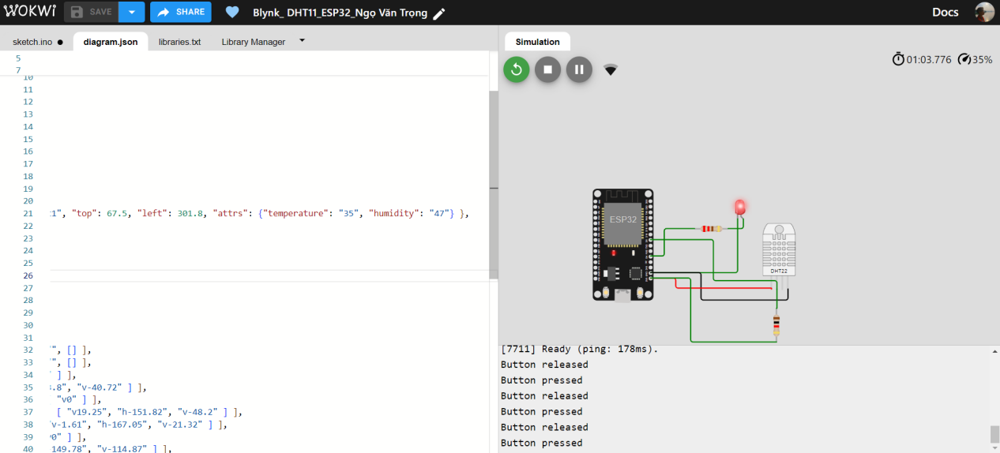 WOKWI SAVE SHARE Blynk_ DHT11_ESP32_Ngọ Văn Trọng Docs
sketch.ino ● diagram.json libraries.txt Library Manager
Simulation
01:03.776 35%
5
7
10
11
12
13
14
15
16
17
18
19
20
21 :1", "top": 67.5, "left": 301.8, "attrs": {"temperature": "35", "humidity": "47"} },
22
23
24
25
26
27
28
29
30
31
32 ", [] ],
33 ", [] ],
34 ' ] ],
35 8.8", "v-40.72" ] ],
36 "v0" ] ],
37 [ "v19.25", "h-151.82", "v-48.2" ] ],
38 "v-1.61", "h-167.05", "v-21.32" ] ],
39 v0" ] ],
40 149.78", "v-114.87" ] ],
ESP32
DHT22
[7711] Ready (ping: 178ms).
Button released
Button pressed
Button released
Button pressed
Button released
Button pressed